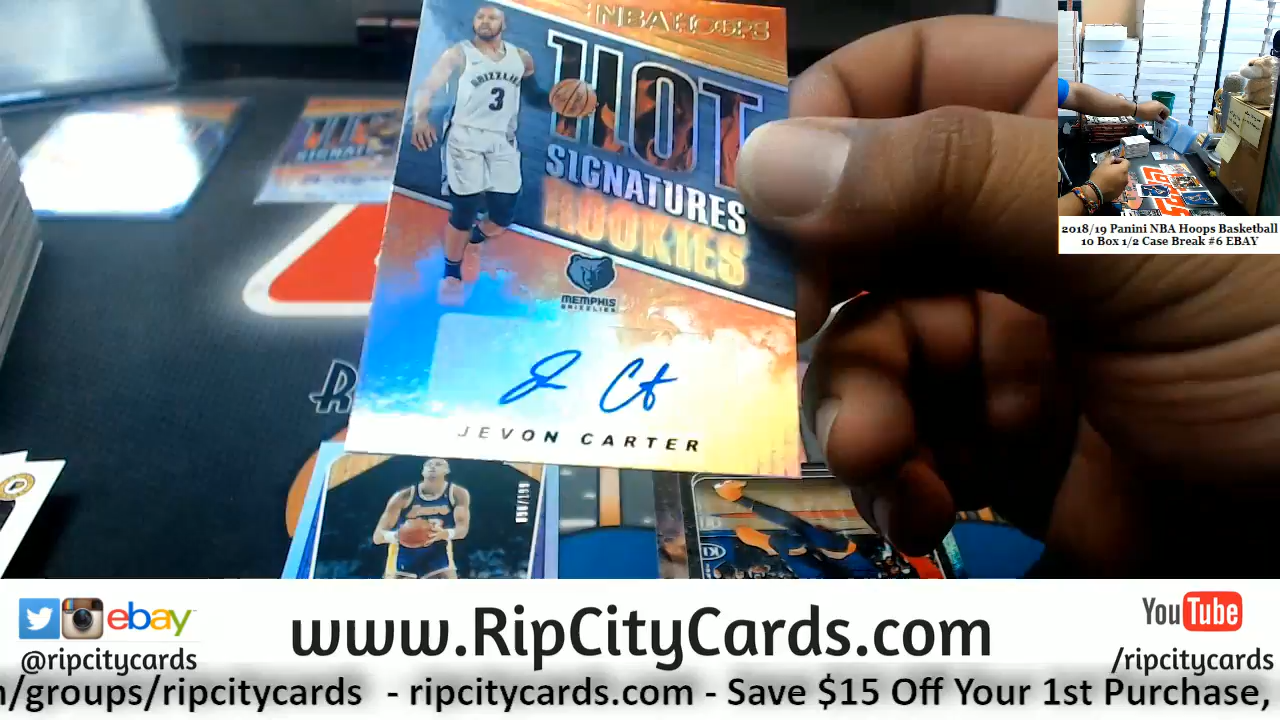 NBA HOOPS
HOT
SIGNATURES
ROOKIES
GRIZZLIES
3
MEMPHIS
GRIZZLIES
JEVON CARTER
2018/19 Panini NBA Hoops Basketball
10 Box 1/2 Case Break #6 EBAY
ebay
@ripcitycards
www.RipCityCards.com
You Tube
/ripcitycards
/groups/ripcitycards - ripcitycards.com - Save $15 Off Your 1st Purchase,